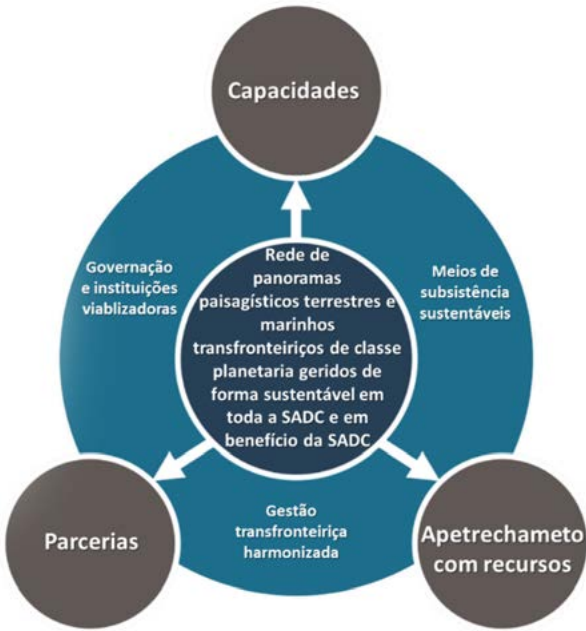 Capacidades
Governação
e instituições
viablizadoras
Rede de
panoramas
paisagísticos terrestres e
marinhos
transfronteiriços de classe
planetaria geridos de
forma sustentável em
toda a SADC e em
benefício da SADC
Meios de
subsistência
sustentáveis
Parcerias
Gestão
transfronteiriça
harmonizada
Apetrechameto
com recursos